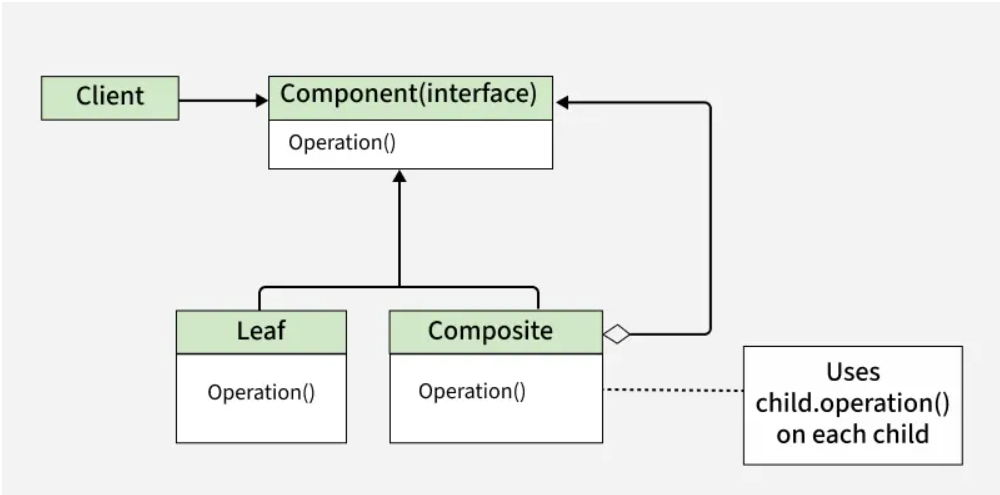 Client
Component(interface)
Operation()
Leaf
Operation()
Composite
Operation()
Uses
child.operation()
on each child